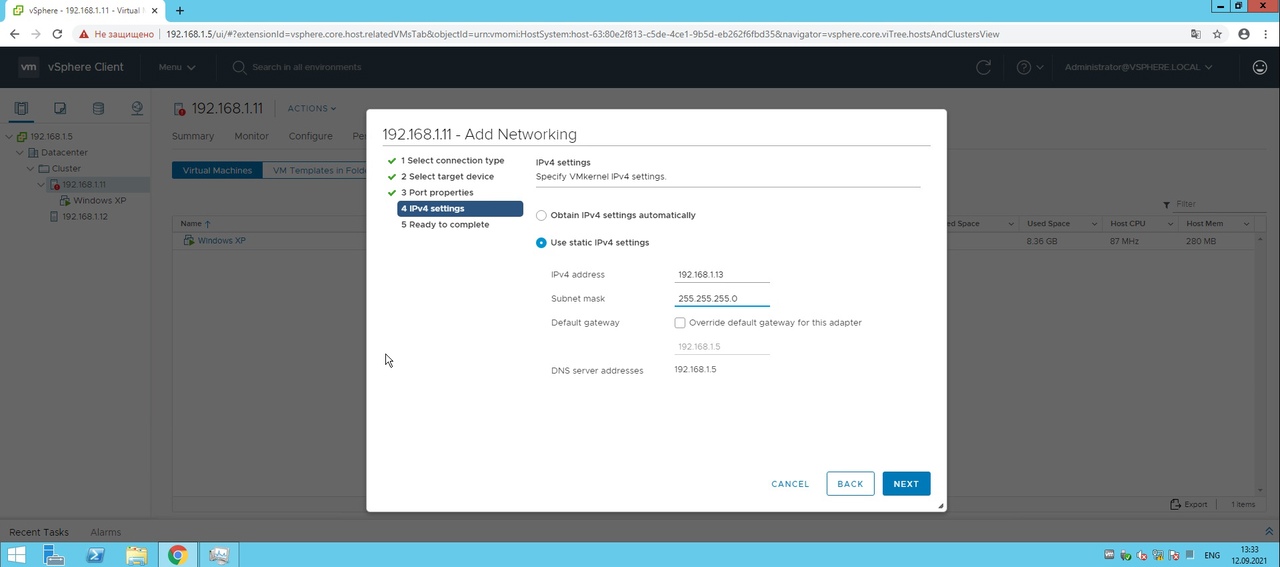 vSphere - 192.168.1.11 - Virtual
Не защищено
192.168.1.5/ui/#?extensionId=vsphere.core.host.relatedVMsTab&objectId=urn:vmomi:HostSystem:host-63:80e2f813-c5de-4ce1-9b5d-eb262f6fbd35&navigator=vsphere.core.viTree.hostsAndClustersView
vm vSphere Client Menu Search in all environments Administrator@VSPHERE.LOCAL
192.168.1.11 ACTIONS
Summary Monitor Configure Pe
Virtual Machines VM Templates in Folde
192.168.1.5
Datacenter
Cluster
192.168.1.11
Windows XP
192.168.1.12
Filter
Name ed Space Used Space Host CPU Host Mem
Windows XP 8.36 GB 87 MHz 280 MB
192.168.1.11 - Add Networking
1 Select connection type
2 Select target device
3 Port properties
4 IPv4 settings
5 Ready to complete
IPv4 settings
Specify VMkernel IPv4 settings.
Obtain IPv4 settings automatically
Use static IPv4 settings
IPv4 address 192.168.1.13
Subnet mask 255.255.255.0
Default gateway Override default gateway for this adapter
192.168.1.5
DNS server addresses 192.168.1.5
CANCEL BACK NEXT
Export 1 items
Recent Tasks Alarms
ENG 13:33
12.09.2021